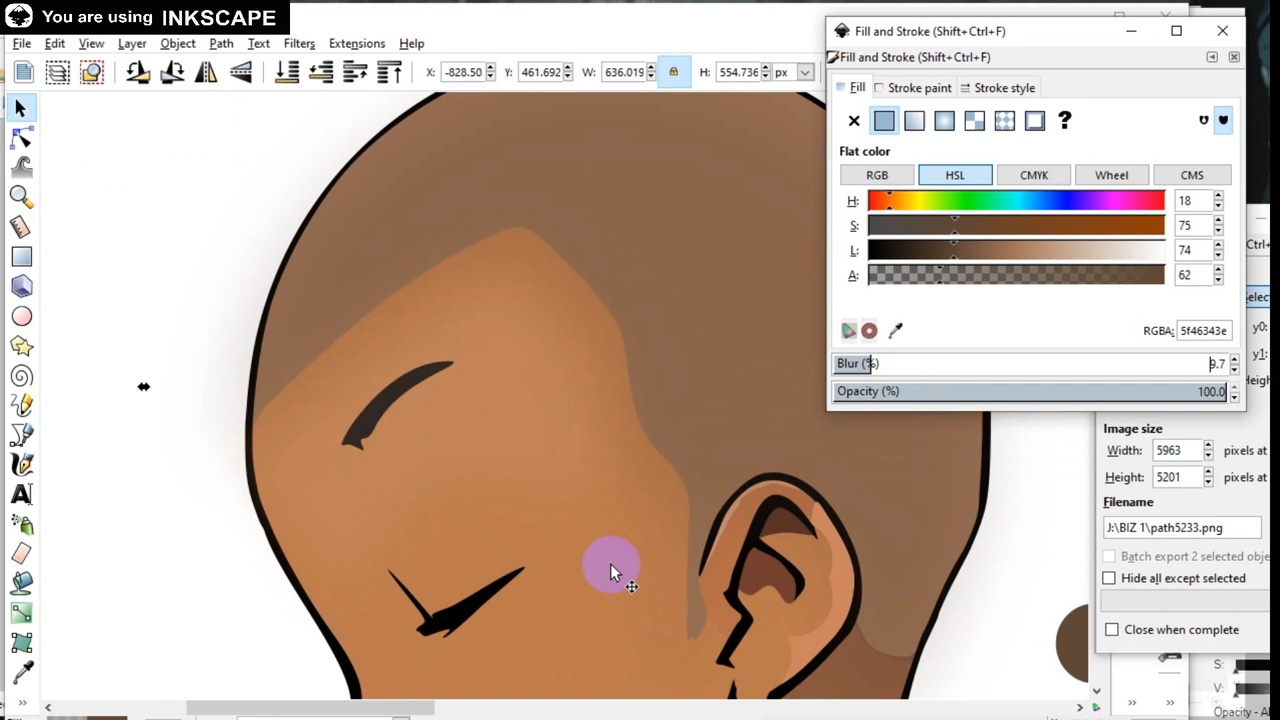 You are using INKSCAPE
File Edit View Layer Object Path Text Filters Extensions Help
X: -828.50 Y: 461.692 W: 636.019 H: 554.736 px
Fill and Stroke (Shift+Ctrl+F)
Fill and Stroke (Shift+Ctrl+F)
Fill Stroke paint Stroke style
?
Flat color
RGB HSL CMYK Wheel CMS
H: 18
S: 75
L: 74
A: 62
RGBA: 5f46343e
Blur (%) 9.7
Opacity (%) 100.0
Image size
Width: 5963 pixels at
Height: 5201 pixels at
Filename
J:\BIZ 1\path5233.png
Batch export 2 selected obje
Hide all except selected
Close when complete
y0:
y1:
S:
V: